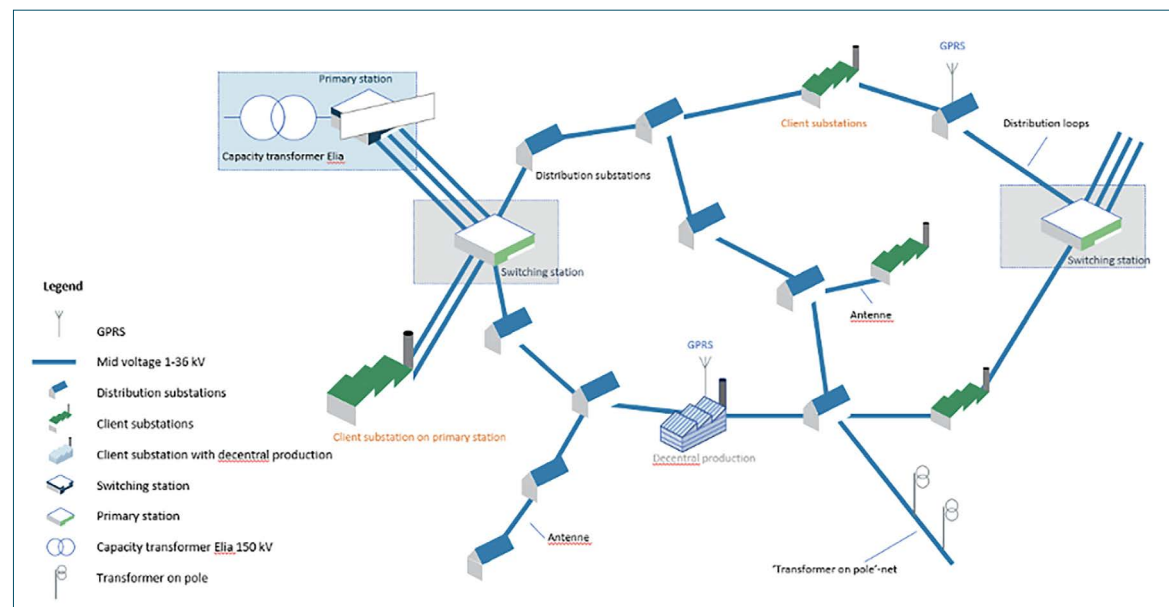 Primary station
Capacity transformer Elia
Distribution substations
Client substations
GPRS
Distribution loops
Switching station
Switching station
Antenne
GPRS
Client substation on primary station
Decentral production
Antenne
'Transformer on pole'-net
Legend
GPRS
Mid voltage 1-36 kV
Distribution substations
Client substations
Client substation with decentral production
Switching station
Primary station
Capacity transformer Elia 150 kV
Transformer on pole